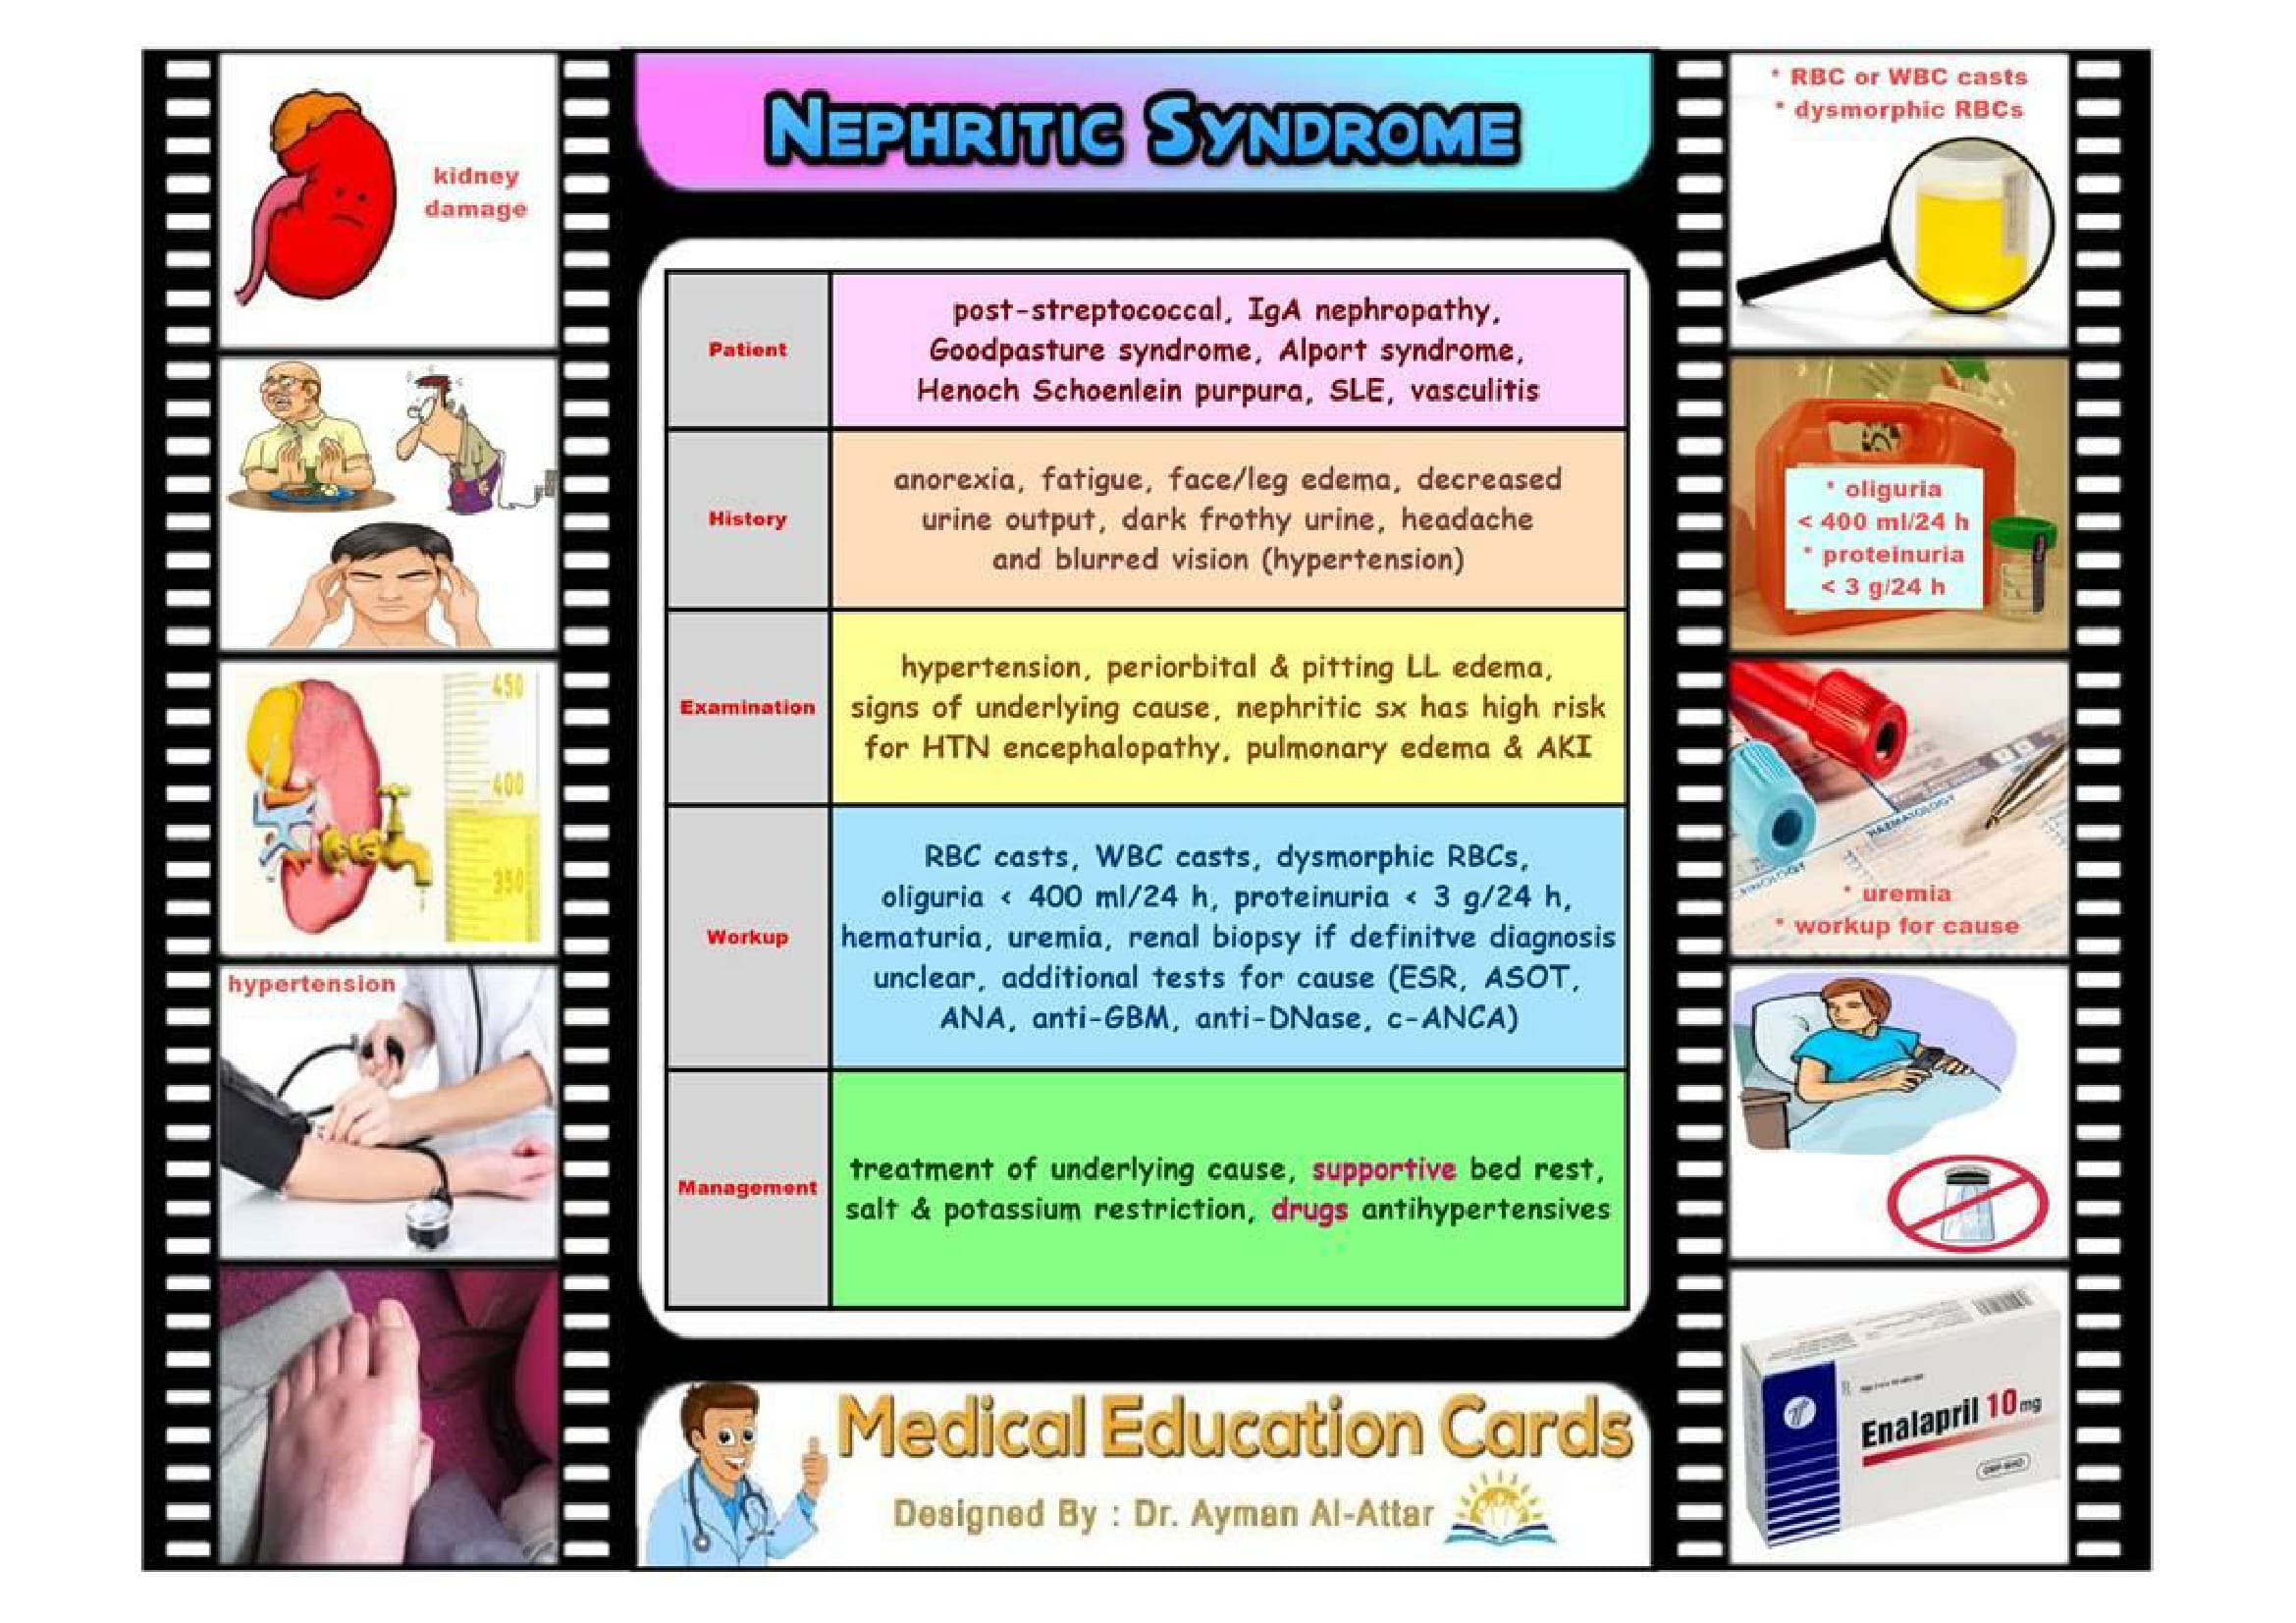 NEPHRITIC SYNDROME
kidney
damage
hypertension
450
400
350
Patient
post-streptococcal, IgA nephropathy,
Goodpasture syndrome, Alport syndrome,
Henoch Schoenlein purpura, SLE, vasculitis
History
anorexia, fatigue, face/leg edema, decreased
urine output, dark frothy urine, headache
and blurred vision (hypertension)
Examination
hypertension, periorbital & pitting LL edema,
signs of underlying cause, nephritic sx has high risk
for HTN encephalopathy, pulmonary edema & AKI
Workup
RBC casts, WBC casts, dysmorphic RBCs,
oliguria < 400 ml/24 h, proteinuria < 3 g/24 h,
hematuria, uremia, renal biopsy if definitve diagnosis
unclear, additional tests for cause (ESR, ASOT,
ANA, anti-GBM, anti-DNase, c-ANCA)
Management
treatment of underlying cause, supportive bed rest,
salt & potassium restriction, drugs antihypertensives
* RBC or WBC casts
* dysmorphic RBCs
* oliguria
< 400 ml/24 h
* proteinuria
< 3 g/24 h
HAEMATOLOGY
* uremia
* workup for cause
Enalapril 10 mg
Medical Education Cards
Designed By : Dr. Ayman Al-Attar